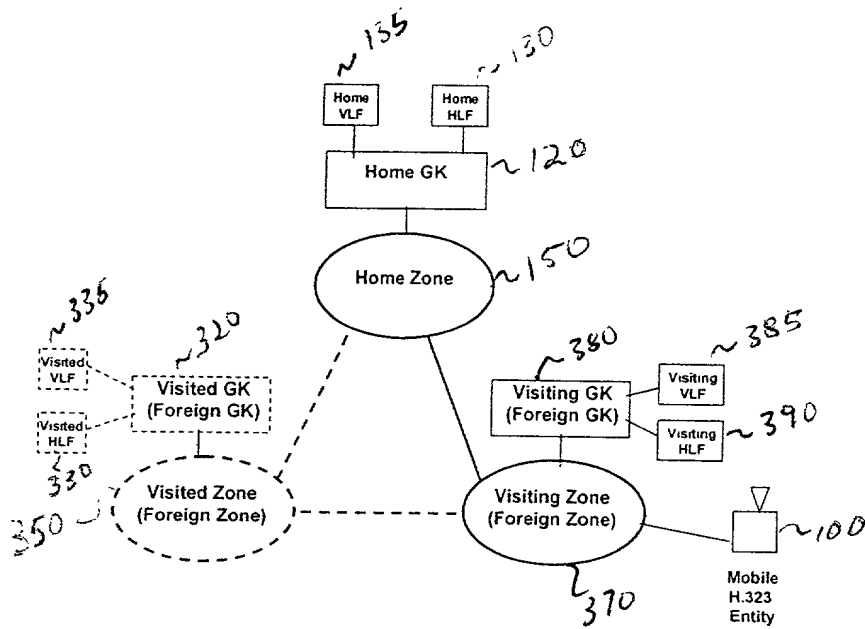 ~135
~130
Home
VLF
Home
HLF
Home GK
~120
Home Zone
~150
~335
~320
Visited
VLF
Visited GK
(Foreign GK)
Visited
HLF
~330
350
Visited Zone
(Foreign Zone)
~380
~385
Visiting GK
(Foreign GK)
Visiting
VLF
Visiting
HLF
~390
Visiting Zone
(Foreign Zone)
~370
~100
Mobile
H.323
Entity